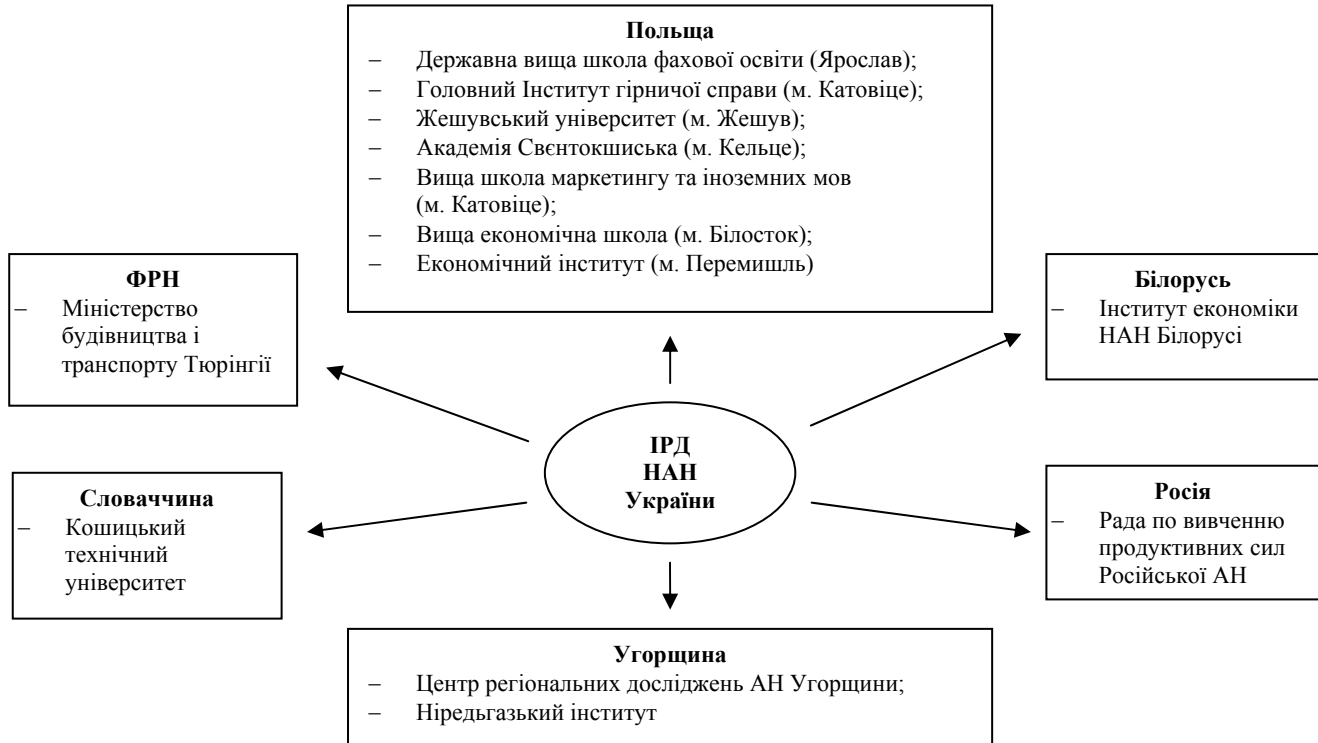 Польща
– Державна вища школа фахової освіти (Ярослав);
– Головний Інститут гірничої справи (м. Катовіце);
– Жешувський університет (м. Жешув);
– Академія Свєнтокшиська (м. Кельце);
– Вища школа маркетингу та іноземних мов
(м. Катовіце);
– Вища економічна школа (м. Білосток);
– Економічний інститут (м. Перемишль)
ФРН
– Міністерство
будівництва і
транспорту Тюрінгії
Білорусь
– Інститут економіки
НАН Білорусі
ІРД
НАН
України
Словаччина
– Кошицький
технічний
університет
Росія
– Рада по вивченню
продуктивних сил
Російської АН
Угорщина
– Центр регіональних досліджень АН Угорщини;
– Ніредьгазький інститут